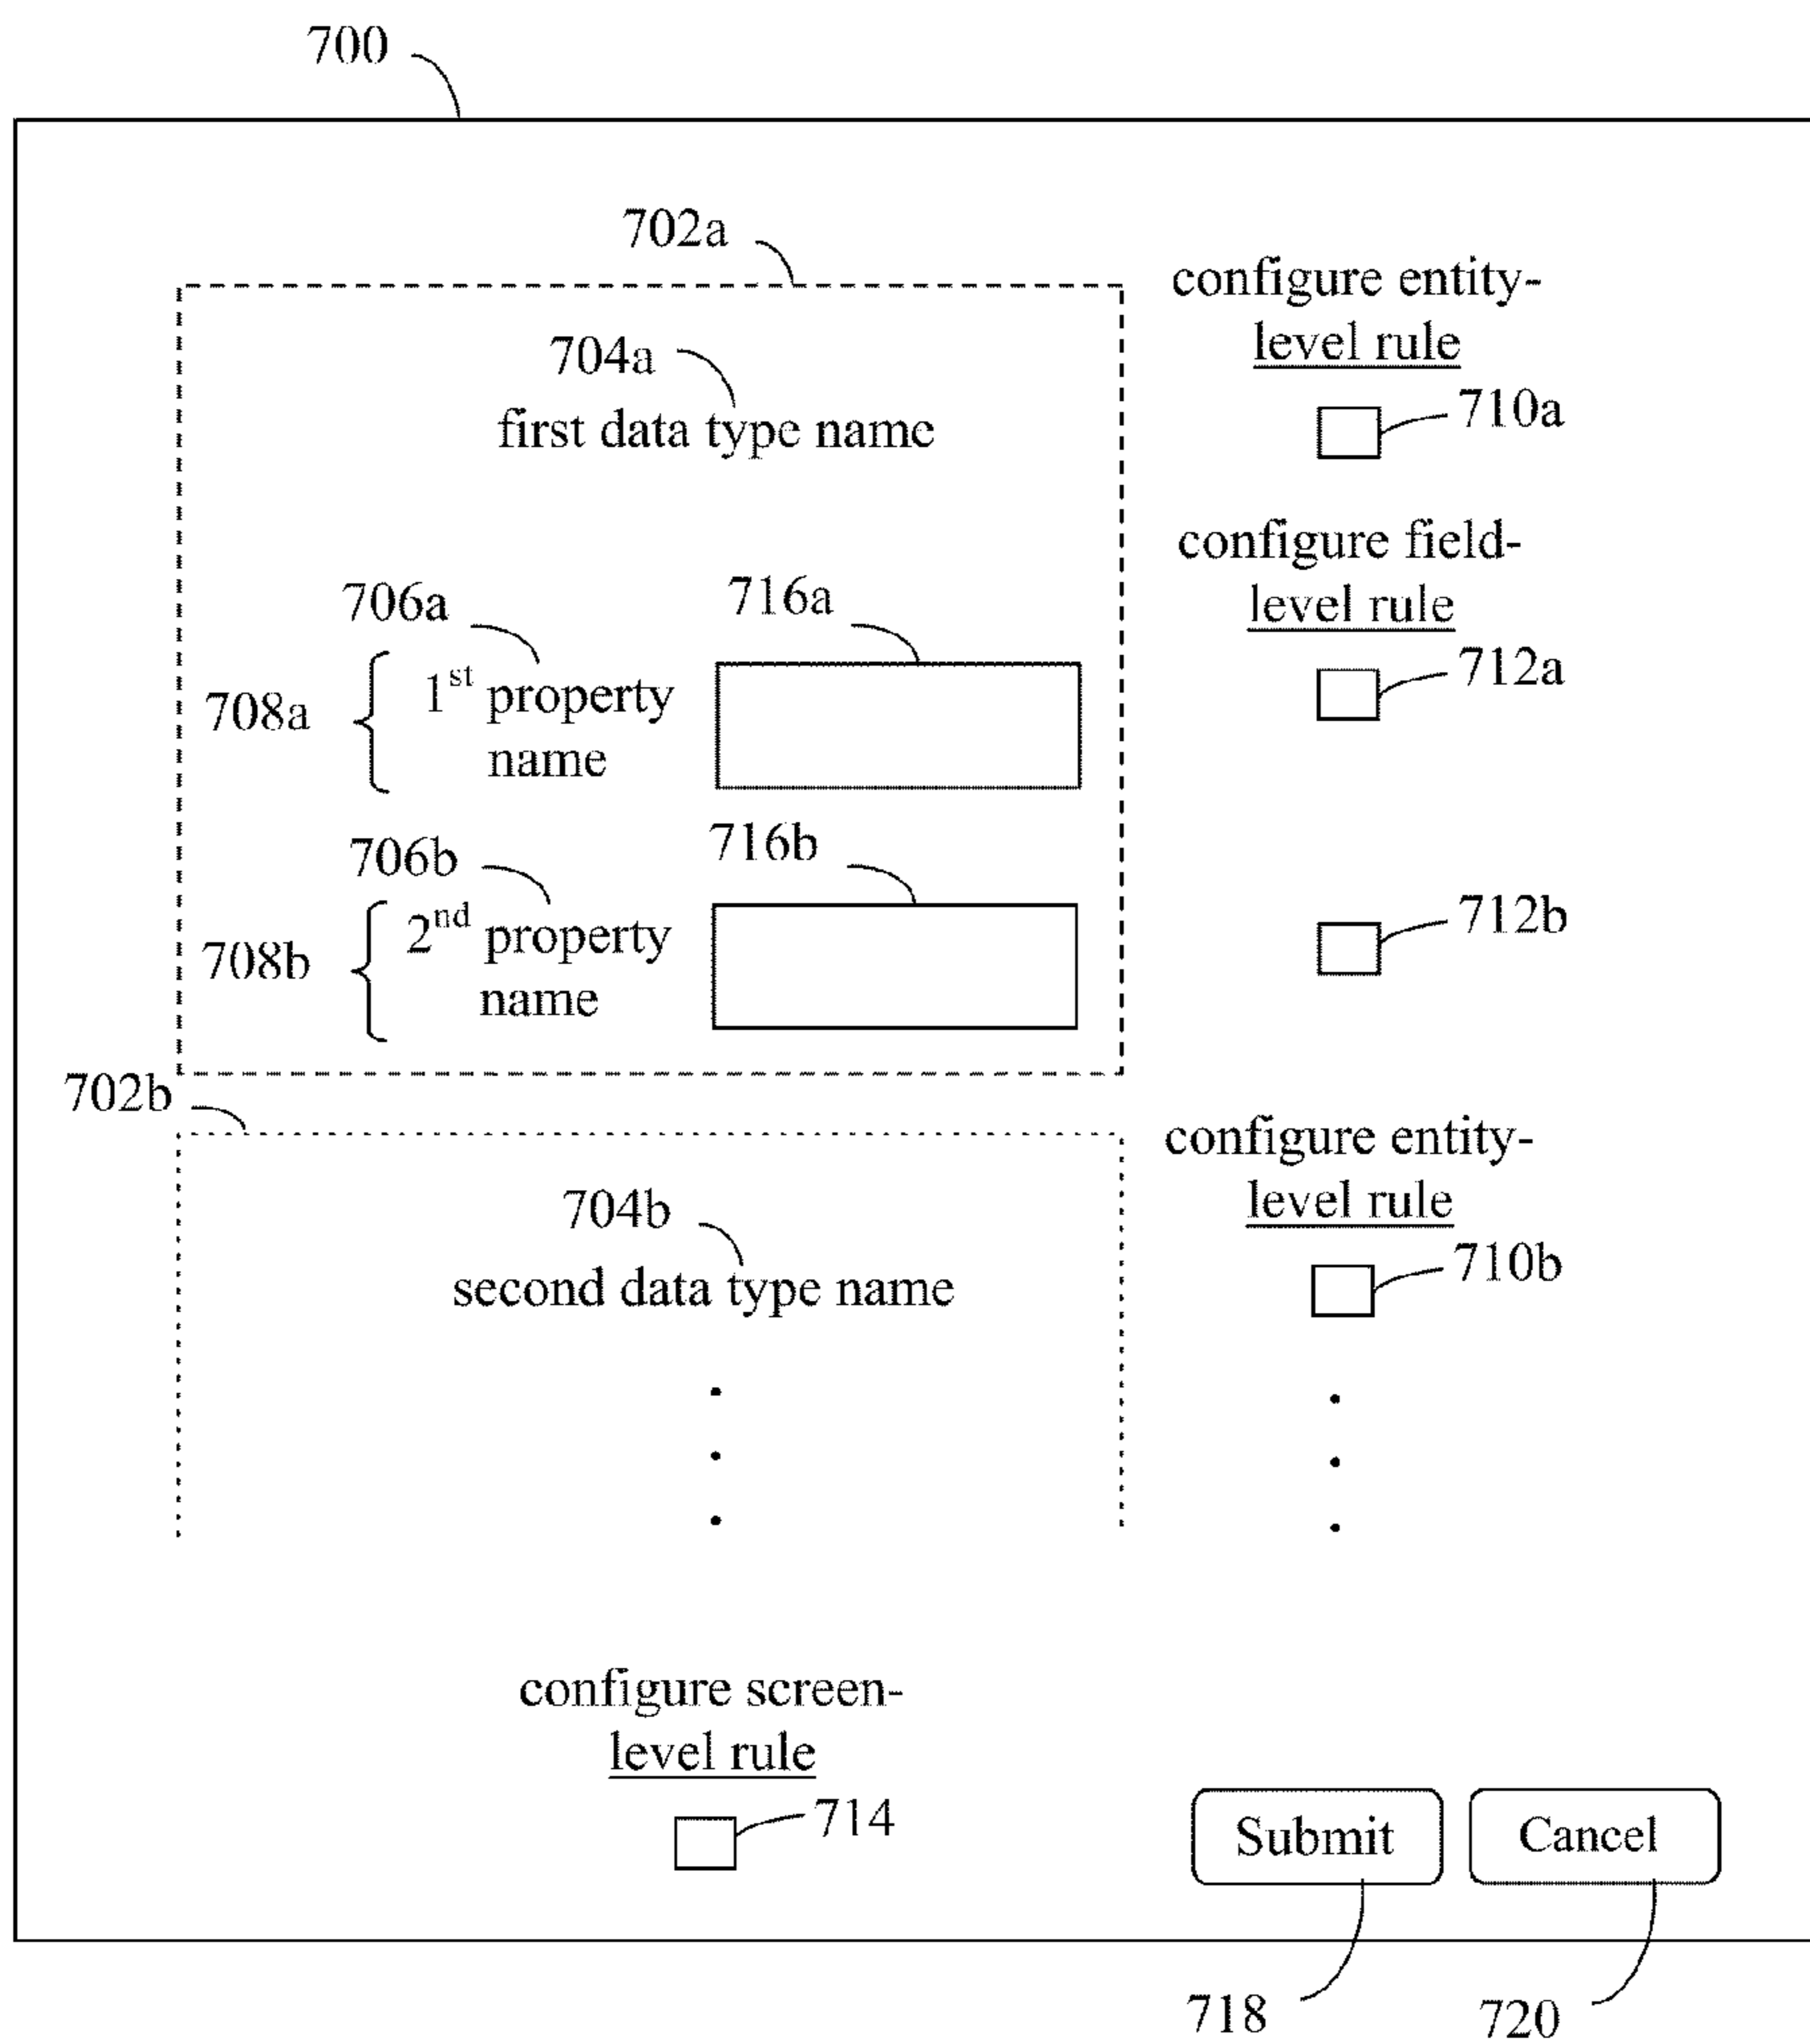 700
702a
configure entity-
level rule
704a
710a
first data type name
configure field-
level rule
706a
716a
712a
708a
1st property
name
706b
716b
712b
708b
2nd property
name
702b
configure entity-
level rule
704b
710b
second data type name
configure screen-
level rule
714
Submit
Cancel
718
720